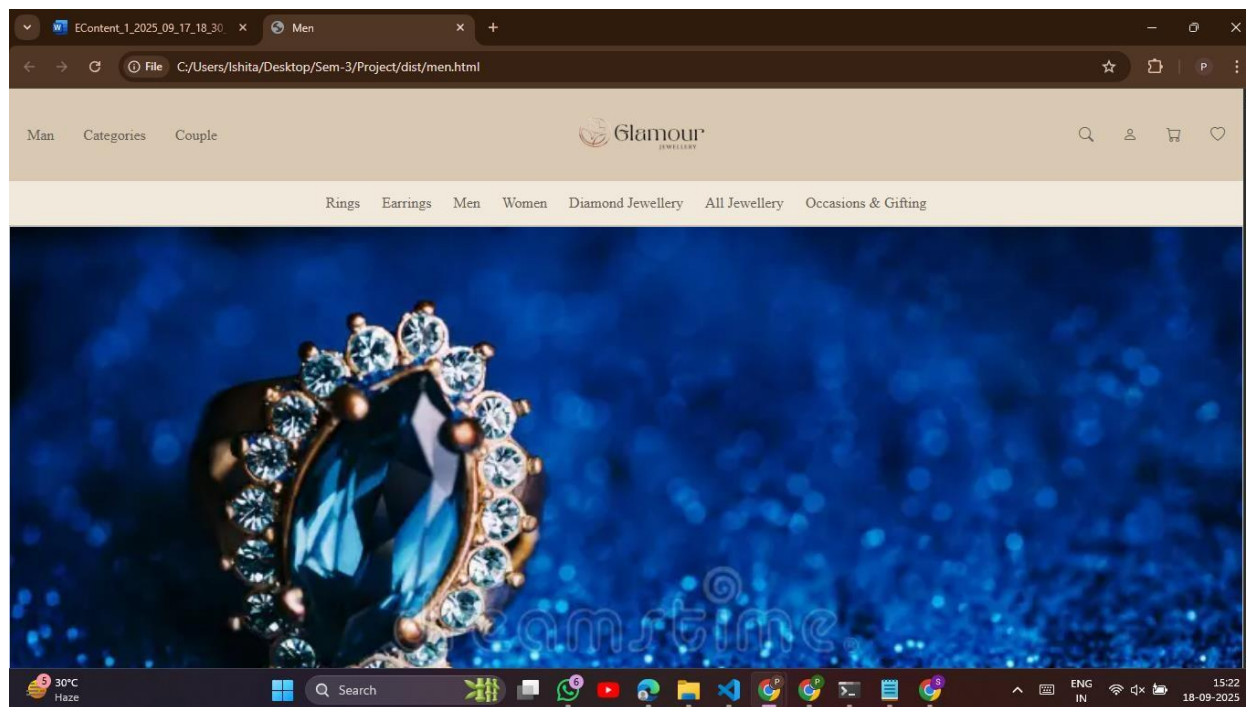 EContent_1_2025_09_17_18_30_ Men
File C:/Users/Ishita/Desktop/Sem-3/Project/dist/men.html P
Man Categories Couple Glamour
JEWELLERY
Rings Earrings Men Women Diamond Jewellery All Jewellery Occasions & Gifting
dreamstime.
5 30°C Search 6 P P S ENG 15:22
Haze IN 18-09-2025